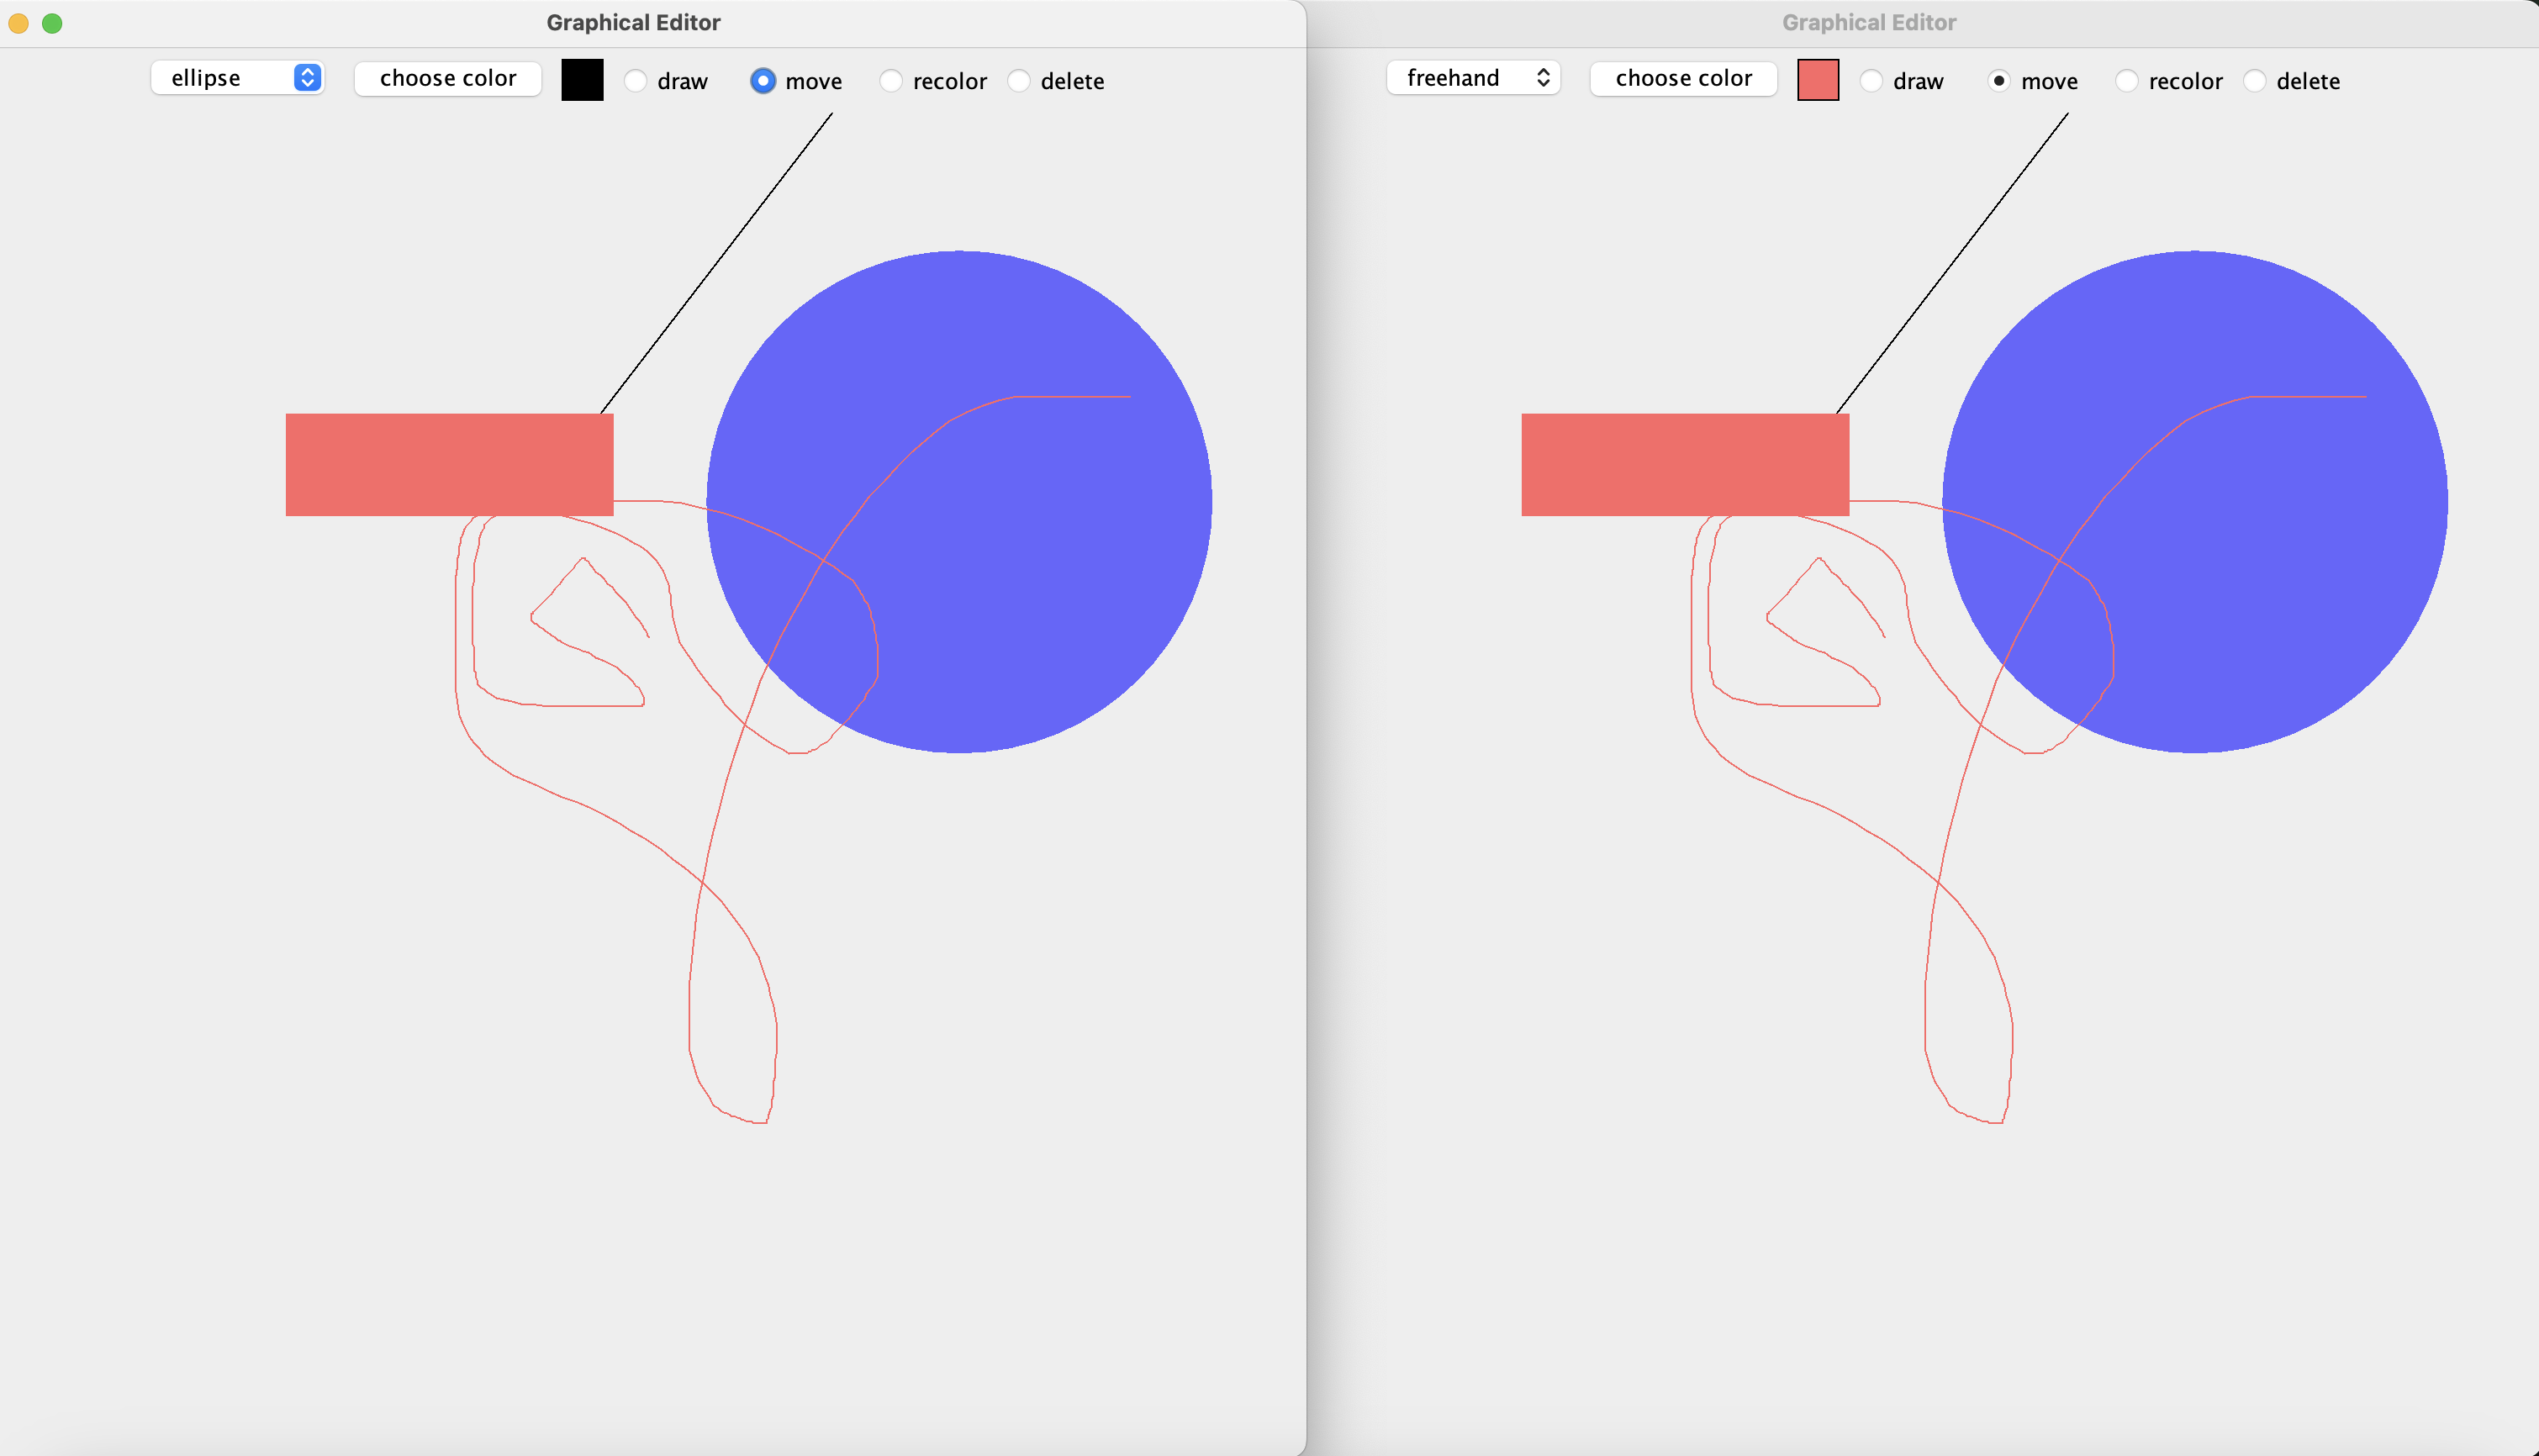 Graphical Editor
ellipse choose color draw move recolor delete
Graphical Editor
freehand choose color draw move recolor delete